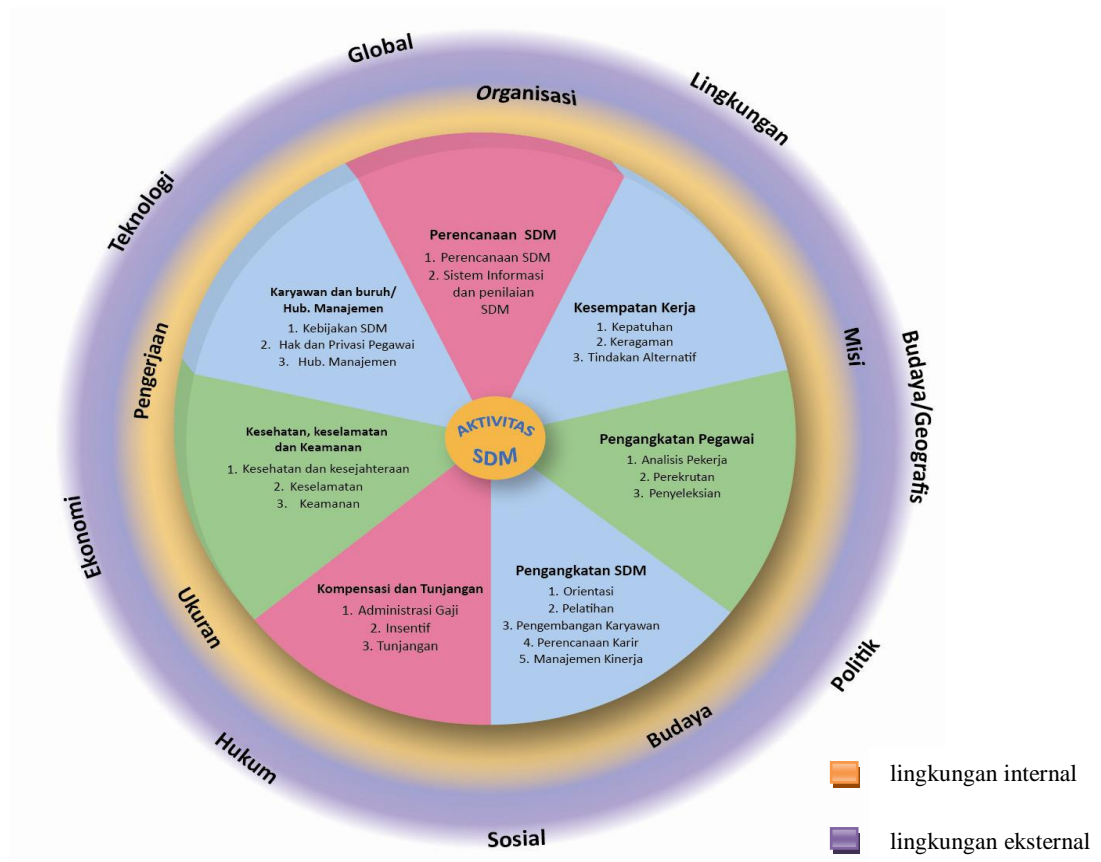 Global
Lingkungan
Organisasi
Teknologi
Perencanaan SDM
1. Perencanaan SDM
2. Sistem Informasi
dan penilaian
SDM
Karyawan dan buruh/
Hub. Manajemen
1. Kebijakan SDM
2. Hak dan Privasi Pegawai
3. Hub. Manajemen
Kesempatan Kerja
1. Kepatuhan
2. Keragaman
3. Tindakan Alternatif
Pengerjaan
Misi
Budaya/Geografis
AKTIVITAS
SDM
Kesehatan, keselamatan
dan Keamanan
1. Kesehatan dan kesejahteraan
2. Keselamatan
3. Keamanan
Pengangkatan Pegawai
1. Analisis Pekerja
2. Perekrutan
3. Penyeleksian
Ekonomi
Kompensasi dan Tunjangan
1. Administrasi Gaji
2. Insentif
3. Tunjangan
Pengangkatan SDM
1. Orientasi
2. Pelatihan
3. Pengembangan Karyawan
4. Perencanaan Karir
5. Manajemen Kinerja
Ukuran
Politik
Budaya
Hukum
Sosial
lingkungan internal
lingkungan eksternal